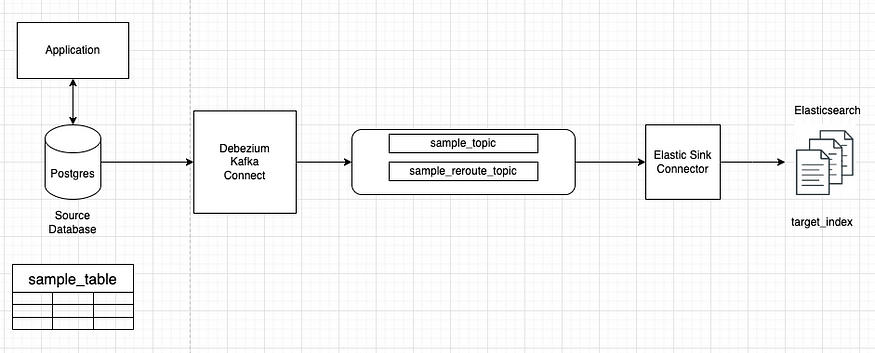 Application
Postgres
Source
Database
sample_table
Debezium
Kafka
Connect
sample_topic
sample_reroute_topic
Elastic Sink
Connector
Elasticsearch
target_index